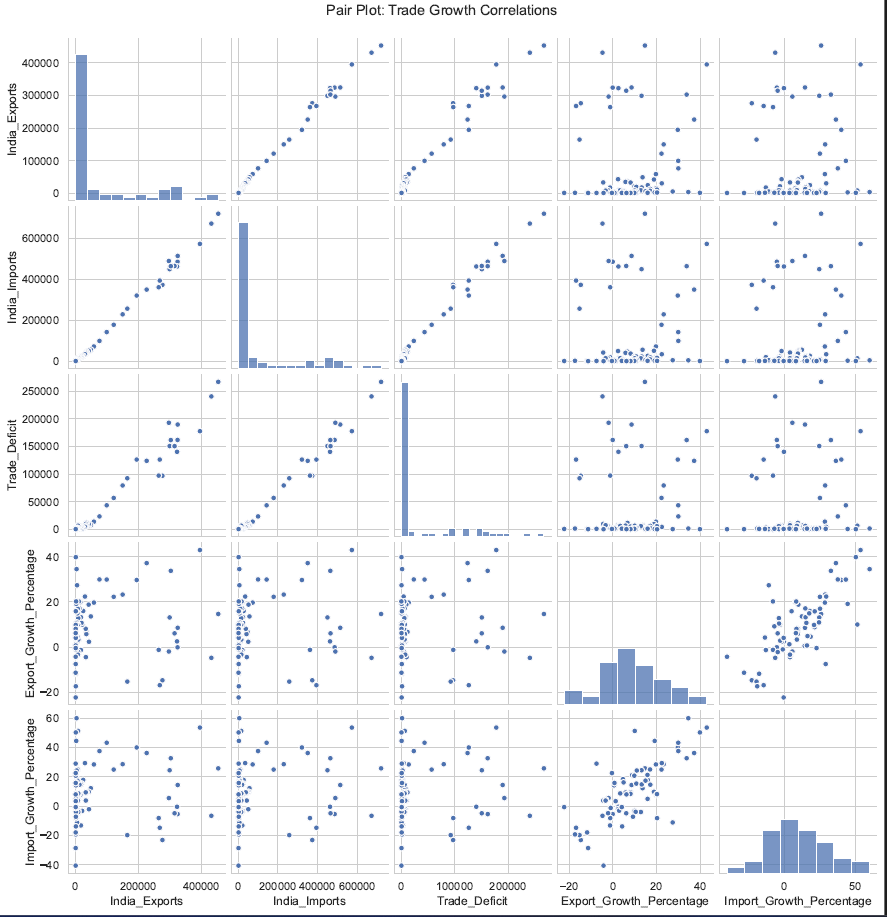 Pair Plot: Trade Growth Correlations
India_Exports
400000
300000
200000
100000
0
India_Imports
600000
400000
200000
0
Trade_Deficit
250000
200000
150000
100000
50000
0
Export_Growth_Percentage
40
20
0
−20
Import_Growth_Percentage
60
40
20
0
−20
−40
0 200000 400000
0 200000 400000 600000
0 100000 200000
−20 0 20 40
0 50
India_Exports India_Imports Trade_Deficit Export_Growth_Percentage Import_Growth_Percentage